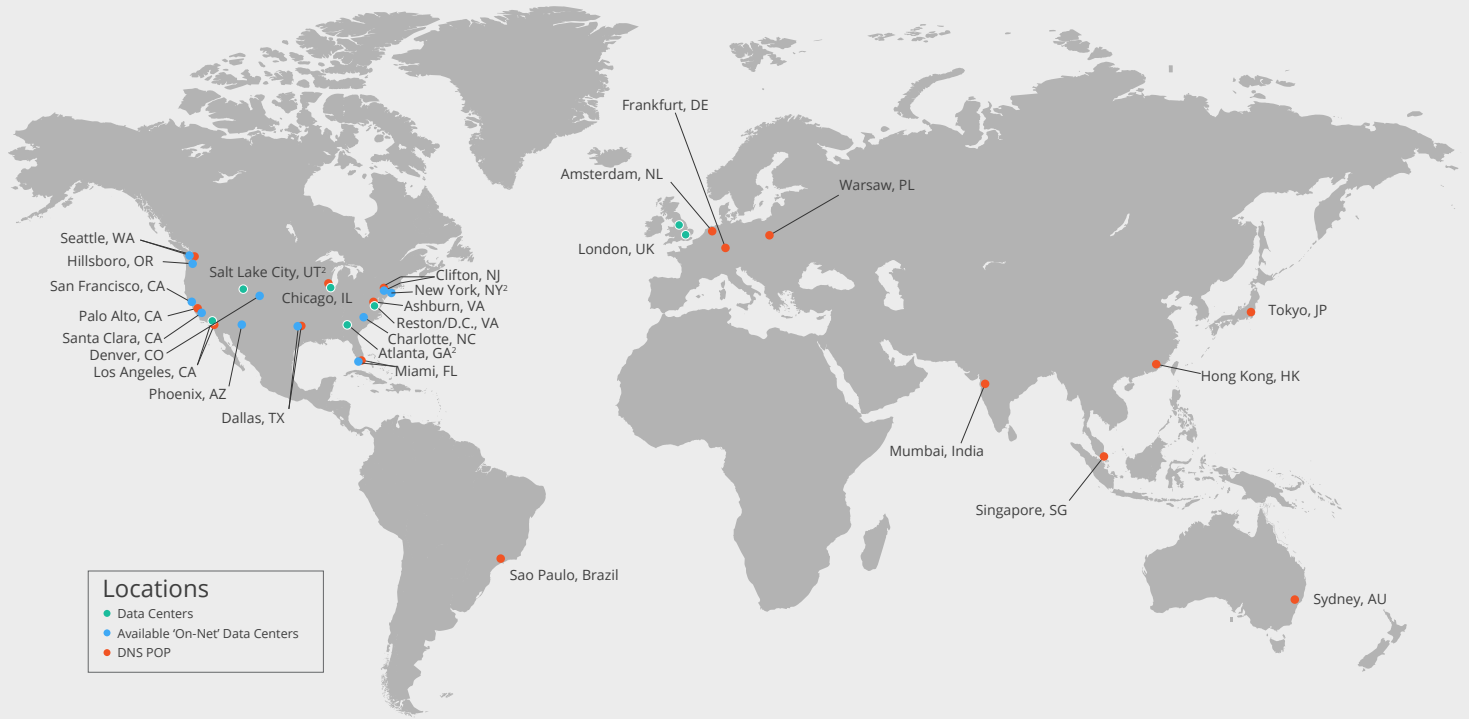 Frankfurt, DE
Amsterdam, NL
Warsaw, PL
London, UK
Seattle, WA
Hillsboro, OR
Salt Lake City, UT²
San Francisco, CA
Chicago, IL
Palo Alto, CA
Santa Clara, CA
Denver, CO
Los Angeles, CA
Phoenix, AZ
Dallas, TX
Clifton, NJ
New York, NY²
Ashburn, VA
Reston/D.C., VA
Charlotte, NC
Atlanta, GA²
Miami, FL
Tokyo, JP
Hong Kong, HK
Mumbai, India
Singapore, SG
Sao Paulo, Brazil
Sydney, AU
Locations
Data Centers
Available ‘On-Net’ Data Centers
DNS POP